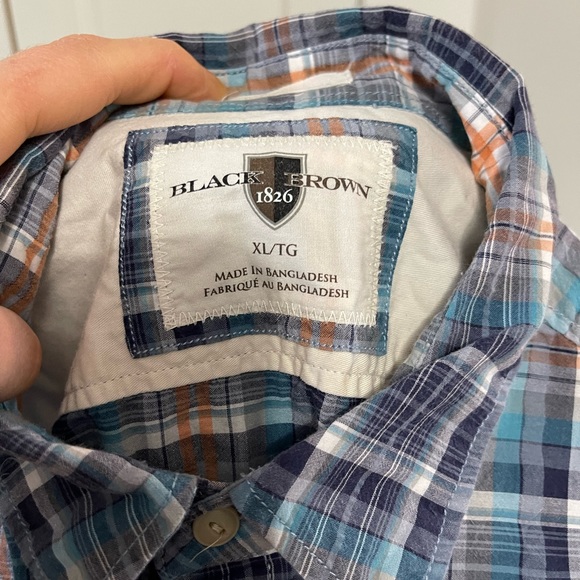 BLACK BROWN
1826
XL/TG
MADE IN BANGLADESH
FABRIQUÉ AU BANGLADESH